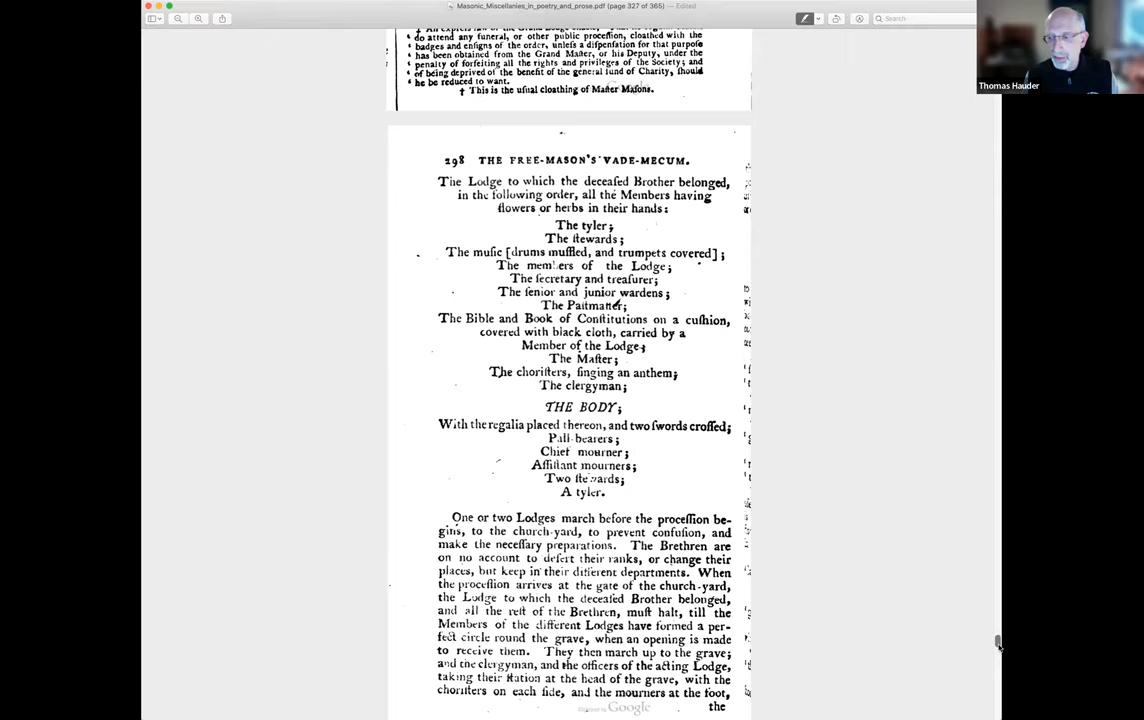 Masonic_Miscellanies_in_poetry_and_prose.pdf (page 327 of 365) — Edited
Search
Thomas Hauder
‘ do attend any funeral, or other public proceſſion, cloathed with the
‘ badges and enſigns of the order, unleſs a diſpenſation for that purpoſe
‘ has been obtained from the Grand Maſter, or his Deputy, under the
‘ penalty of forfeiting all the rights and privileges of the Society; and
‘ of being deprived of the benefit of the general fund of Charity, ſhould
‘ he be reduced to want.
† This is the uſual cloathing of Maſter Maſons.
298 THE FREE-MASON'S VADE-MECUM.
The Lodge to which the deceaſed Brother belonged,
in the following order, all the Members having
flowers or herbs in their hands:
The tyler;
The ſtewards;
The muſic [drums muffled, and trumpets covered];
The members of the Lodge;
The ſecretary and treaſurer;
The ſenior and junior wardens;
The Paſtmaſter;
The Bible and Book of Conſtitutions on a cuſhion,
covered with black cloth, carried by a
Member of the Lodge;
The Maſter;
The choriſters, ſinging an anthem;
The clergyman;
THE BODY;
With the regalia placed thereon, and two ſwords croſſed;
Pall-bearers;
Chief mourner;
Aſſiſtant mourners;
Two ſtewards;
A tyler.
One or two Lodges march before the proceſſion be-
gins, to the church-yard, to prevent confuſion, and
make the neceſſary preparations. The Brethren are
on no account to deſert their ranks, or change their
places, but keep in their different departments. When
the proceſſion arrives at the gate of the church-yard,
the Lodge to which the deceaſed Brother belonged,
and all the reſt of the Brethren, muſt halt, till the
Members of the different Lodges have formed a per-
fect circle round the grave, when an opening is made
to receive them. They then march up to the grave;
and the clergyman, and the officers of the acting Lodge,
taking their ſtation at the head of the grave, with the
choriſters on each ſide, and the mourners at the foot,
the
Google